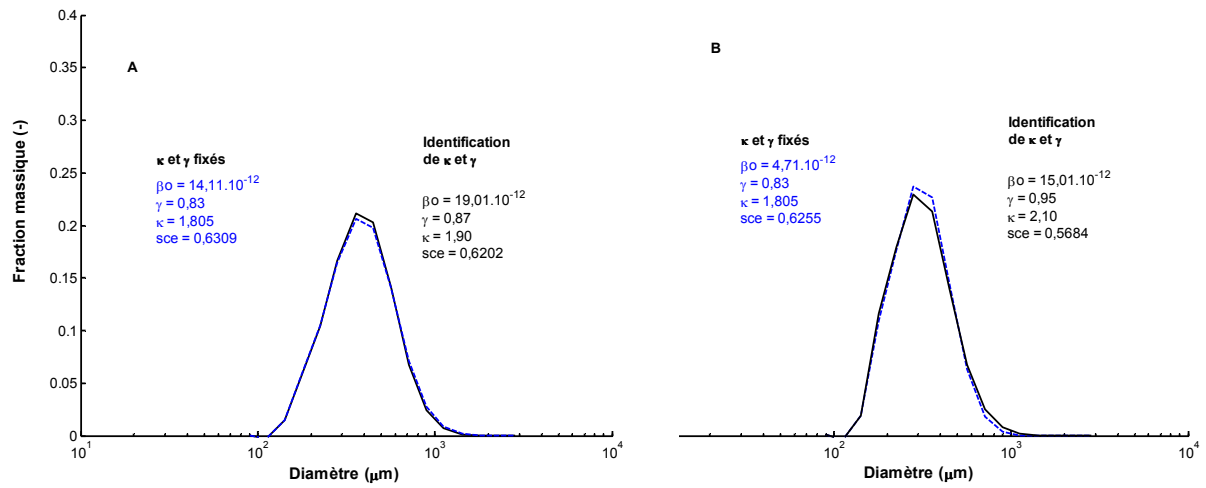 0.4
0.35
0.3
0.25
0.2
0.15
0.1
0.05
0
Fraction massique (-)
A
κ et γ fixés
βo = 14,11.10⁻¹²
γ = 0,83
κ = 1,805
sce = 0,6309
Identification
de κ et γ
βo = 19,01.10⁻¹²
γ = 0,87
κ = 1,90
sce = 0,6202
10¹ 10² 10³ 10⁴
Diamètre (μm)
B
κ et γ fixés
βo = 4,71.10⁻¹²
γ = 0,83
κ = 1,805
sce = 0,6255
Identification
de κ et γ
βo = 15,01.10⁻¹²
γ = 0,95
κ = 2,10
sce = 0,5684
10² 10³ 10⁴
Diamètre (μm)